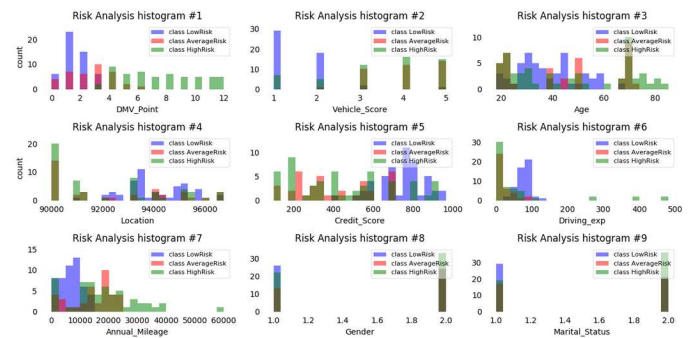 Risk Analysis histogram #1
class LowRisk
class AverageRisk
class HighRisk
count
20
10
0
0 2 4 6 8 10 12
DMV_Point
Risk Analysis histogram #2
class LowRisk
class AverageRisk
class HighRisk
30
20
10
0
1 2 3 4 5
Vehicle_Score
Risk Analysis histogram #3
class LowRisk
class AverageRisk
class HighRisk
10
5
0
20 40 60 80
Age
Risk Analysis histogram #4
class LowRisk
class AverageRisk
class HighRisk
count
20
10
0
90000 92000 94000 96000
Location
Risk Analysis histogram #5
class LowRisk
class AverageRisk
class HighRisk
10
5
0
200 400 600 800 1000
Credit_Score
Risk Analysis histogram #6
class LowRisk
class AverageRisk
class HighRisk
30
20
10
0
0 100 200 300 400 500
Driving_exp
Risk Analysis histogram #7
class LowRisk
class AverageRisk
class HighRisk
15
10
5
0
0 10000 20000 30000 40000 50000 60000
Annual_Mileage
Risk Analysis histogram #8
class LowRisk
class AverageRisk
class HighRisk
20
0
1.0 1.2 1.4 1.6 1.8 2.0
Gender
Risk Analysis histogram #9
class LowRisk
class AverageRisk
class HighRisk
30
20
10
0
1.0 1.2 1.4 1.6 1.8 2.0
Marital_Status